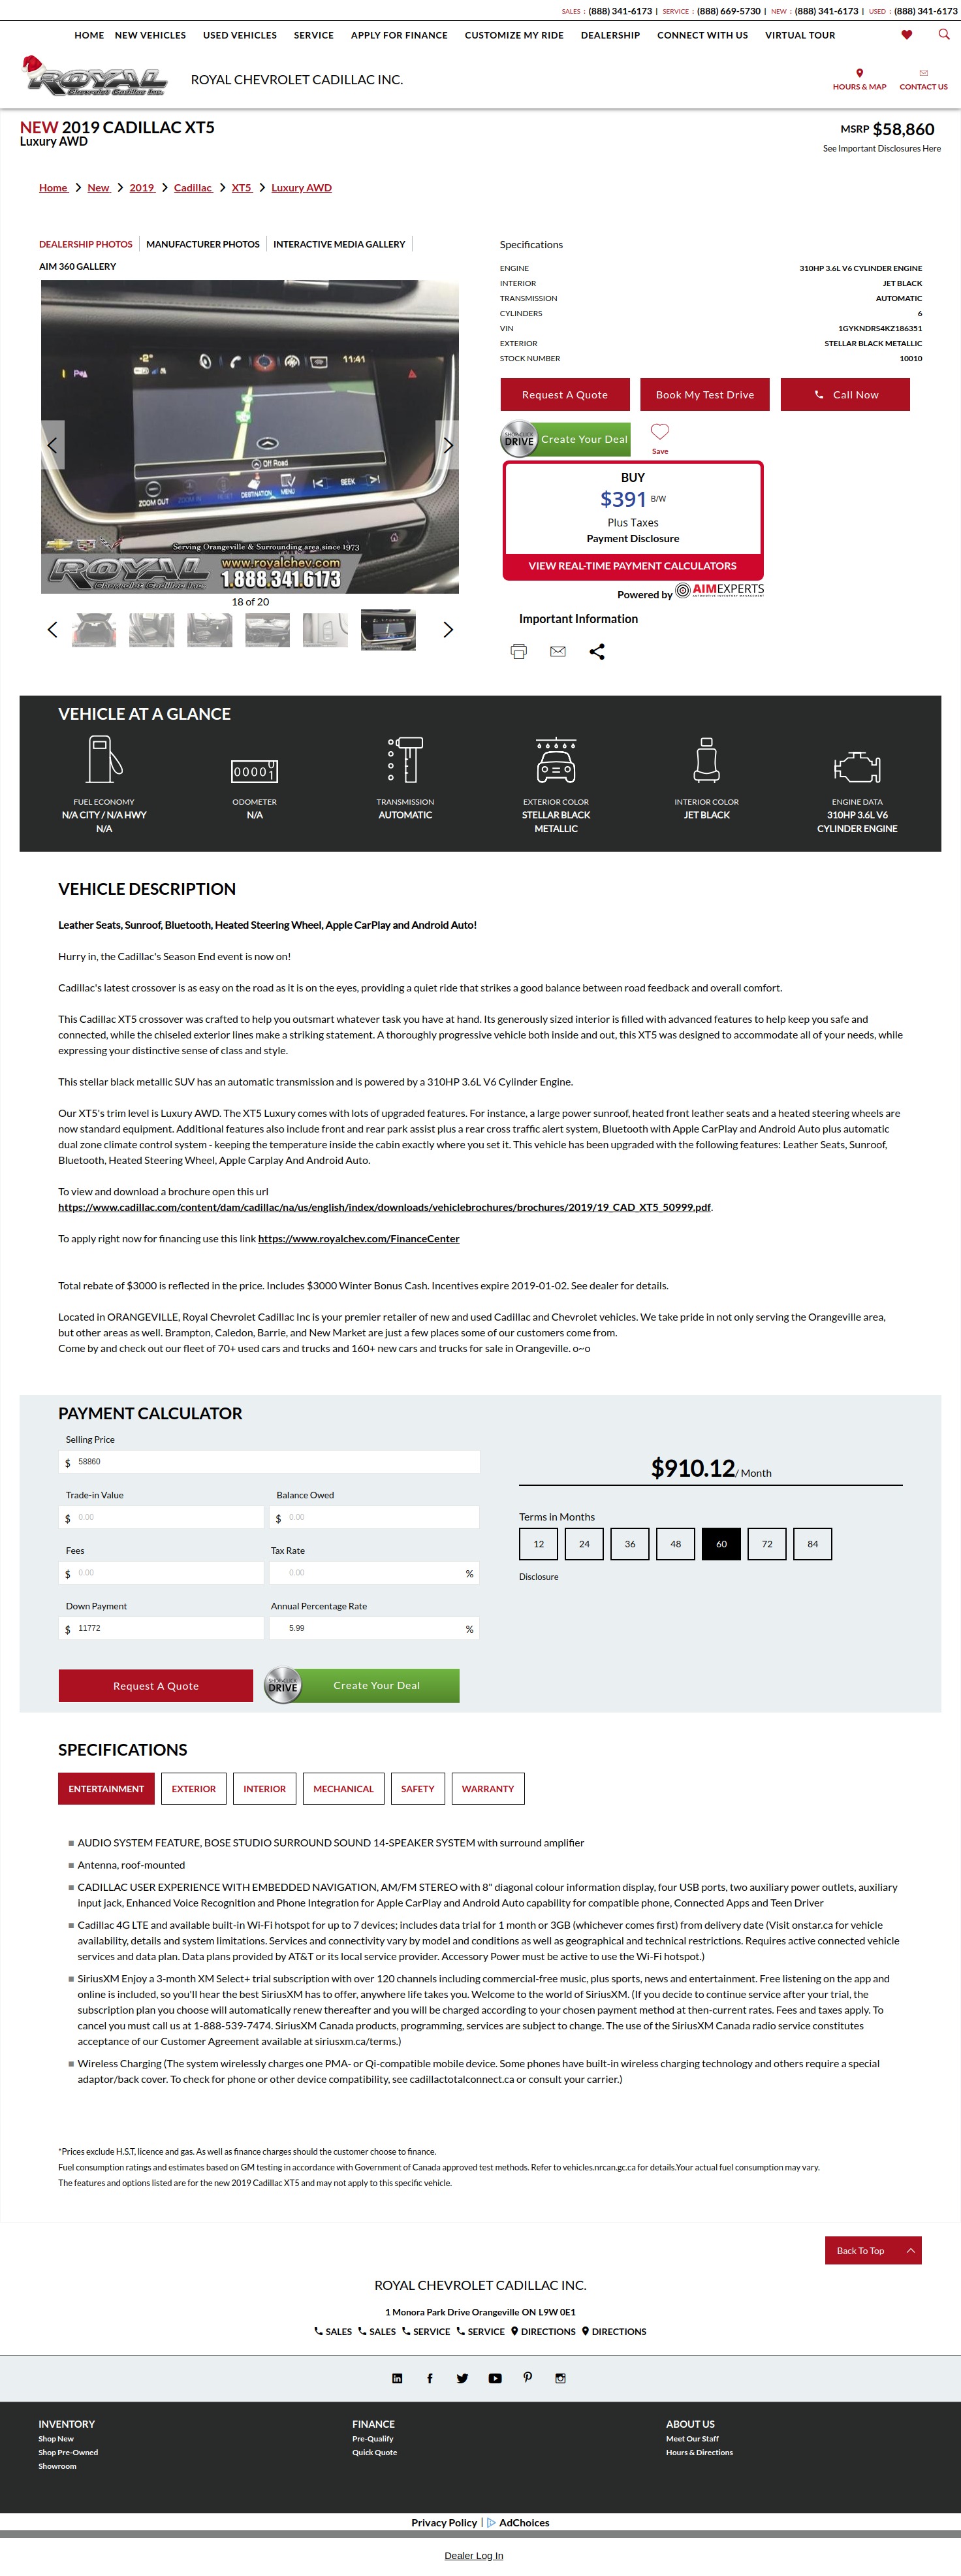 SALES : (888) 341-6173 | SERVICE : (888) 669-5730 | NEW : (888) 341-6173 | USED : (888) 341-6173
HOME NEW VEHICLES USED VEHICLES SERVICE APPLY FOR FINANCE CUSTOMIZE MY RIDE DEALERSHIP CONNECT WITH US VIRTUAL TOUR
ROYAL
Chevrolet Cadillac Inc.
ROYAL CHEVROLET CADILLAC INC.
HOURS & MAP CONTACT US
NEW 2019 CADILLAC XT5
Luxury AWD
MSRP $58,860
See Important Disclosures Here
Home New 2019 Cadillac XT5 Luxury AWD
DEALERSHIP PHOTOS MANUFACTURER PHOTOS INTERACTIVE MEDIA GALLERY
AIM 360 GALLERY
-2° 11:41
Off Road
ZOOM OUT ZOOM IN RESET DESTINATION MENU SEEK
Serving Orangeville & Surrounding area since 1973
ROYAL
Chevrolet Cadillac Inc.
www.royalchev.com
1.888.341.6173
18 of 20
Specifications
ENGINE 310HP 3.6L V6 CYLINDER ENGINE
INTERIOR JET BLACK
TRANSMISSION AUTOMATIC
CYLINDERS 6
VIN 1GYKNDRS4KZ186351
EXTERIOR STELLAR BLACK METALLIC
STOCK NUMBER 10010
Request A Quote Book My Test Drive Call Now
SHOP-CLICK DRIVE Create Your Deal Save
BUY
$391 B/W
Plus Taxes
Payment Disclosure
VIEW REAL-TIME PAYMENT CALCULATORS
Powered by AIMEXPERTS
Important Information
VEHICLE AT A GLANCE
00001
FUEL ECONOMY
N/A CITY / N/A HWY
N/A
ODOMETER
N/A
TRANSMISSION
AUTOMATIC
EXTERIOR COLOR
STELLAR BLACK
METALLIC
INTERIOR COLOR
JET BLACK
ENGINE DATA
310HP 3.6L V6
CYLINDER ENGINE
VEHICLE DESCRIPTION
Leather Seats, Sunroof, Bluetooth, Heated Steering Wheel, Apple CarPlay and Android Auto!
Hurry in, the Cadillac's Season End event is now on!
Cadillac's latest crossover is as easy on the road as it is on the eyes, providing a quiet ride that strikes a good balance between road feedback and overall comfort.
This Cadillac XT5 crossover was crafted to help you outsmart whatever task you have at hand. Its generously sized interior is filled with advanced features to help keep you safe and
connected, while the chiseled exterior lines make a striking statement. A thoroughly progressive vehicle both inside and out, this XT5 was designed to accommodate all of your needs, while
expressing your distinctive sense of class and style.
This stellar black metallic SUV has an automatic transmission and is powered by a 310HP 3.6L V6 Cylinder Engine.
Our XT5's trim level is Luxury AWD. The XT5 Luxury comes with lots of upgraded features. For instance, a large power sunroof, heated front leather seats and a heated steering wheels are
now standard equipment. Additional features also include front and rear park assist plus a rear cross traffic alert system, Bluetooth with Apple CarPlay and Android Auto plus automatic
dual zone climate control system - keeping the temperature inside the cabin exactly where you set it. This vehicle has been upgraded with the following features: Leather Seats, Sunroof,
Bluetooth, Heated Steering Wheel, Apple Carplay And Android Auto.
To view and download a brochure open this url
https://www.cadillac.com/content/dam/cadillac/na/us/english/index/downloads/vehiclebrochures/brochures/2019/19_CAD_XT5_50999.pdf.
To apply right now for financing use this link https://www.royalchev.com/FinanceCenter
Total rebate of $3000 is reflected in the price. Includes $3000 Winter Bonus Cash. Incentives expire 2019-01-02. See dealer for details.
Located in ORANGEVILLE, Royal Chevrolet Cadillac Inc is your premier retailer of new and used Cadillac and Chevrolet vehicles. We take pride in not only serving the Orangeville area,
but other areas as well. Brampton, Caledon, Barrie, and New Market are just a few places some of our customers come from.
Come by and check out our fleet of 70+ used cars and trucks and 160+ new cars and trucks for sale in Orangeville. o~o
PAYMENT CALCULATOR
Selling Price
$ 58860
Trade-in Value Balance Owed
$ 0.00 $ 0.00
Fees Tax Rate
$ 0.00 0.00 %
Down Payment Annual Percentage Rate
$ 11772 5.99 %
$910.12/ Month
Terms in Months
12 24 36 48 60 72 84
Disclosure
Request A Quote SHOP-CLICK DRIVE Create Your Deal
SPECIFICATIONS
ENTERTAINMENT EXTERIOR INTERIOR MECHANICAL SAFETY WARRANTY
AUDIO SYSTEM FEATURE, BOSE STUDIO SURROUND SOUND 14-SPEAKER SYSTEM with surround amplifier
Antenna, roof-mounted
CADILLAC USER EXPERIENCE WITH EMBEDDED NAVIGATION, AM/FM STEREO with 8" diagonal colour information display, four USB ports, two auxiliary power outlets, auxiliary
input jack, Enhanced Voice Recognition and Phone Integration for Apple CarPlay and Android Auto capability for compatible phone, Connected Apps and Teen Driver
Cadillac 4G LTE and available built-in Wi-Fi hotspot for up to 7 devices; includes data trial for 1 month or 3GB (whichever comes first) from delivery date (Visit onstar.ca for vehicle
availability, details and system limitations. Services and connectivity vary by model and conditions as well as geographical and technical restrictions. Requires active connected vehicle
services and data plan. Data plans provided by AT&T or its local service provider. Accessory Power must be active to use the Wi-Fi hotspot.)
SiriusXM Enjoy a 3-month XM Select+ trial subscription with over 120 channels including commercial-free music, plus sports, news and entertainment. Free listening on the app and
online is included, so you'll hear the best SiriusXM has to offer, anywhere life takes you. Welcome to the world of SiriusXM. (If you decide to continue service after your trial, the
subscription plan you choose will automatically renew thereafter and you will be charged according to your chosen payment method at then-current rates. Fees and taxes apply. To
cancel you must call us at 1-888-539-7474. SiriusXM Canada products, programming, services are subject to change. The use of the SiriusXM Canada radio service constitutes
acceptance of our Customer Agreement available at siriusxm.ca/terms.)
Wireless Charging (The system wirelessly charges one PMA- or Qi-compatible mobile device. Some phones have built-in wireless charging technology and others require a special
adaptor/back cover. To check for phone or other device compatibility, see cadillactotalconnect.ca or consult your carrier.)
*Prices exclude H.S.T, licence and gas. As well as finance charges should the customer choose to finance.
Fuel consumption ratings and estimates based on GM testing in accordance with Government of Canada approved test methods. Refer to vehicles.nrcan.gc.ca for details.Your actual fuel consumption may vary.
The features and options listed are for the new 2019 Cadillac XT5 and may not apply to this specific vehicle.
Back To Top
ROYAL CHEVROLET CADILLAC INC.
1 Monora Park Drive Orangeville ON L9W 0E1
SALES SALES SERVICE SERVICE DIRECTIONS DIRECTIONS
INVENTORY
Shop New
Shop Pre-Owned
Showroom
FINANCE
Pre-Qualify
Quick Quote
ABOUT US
Meet Our Staff
Hours & Directions
Privacy Policy | AdChoices
Dealer Log In